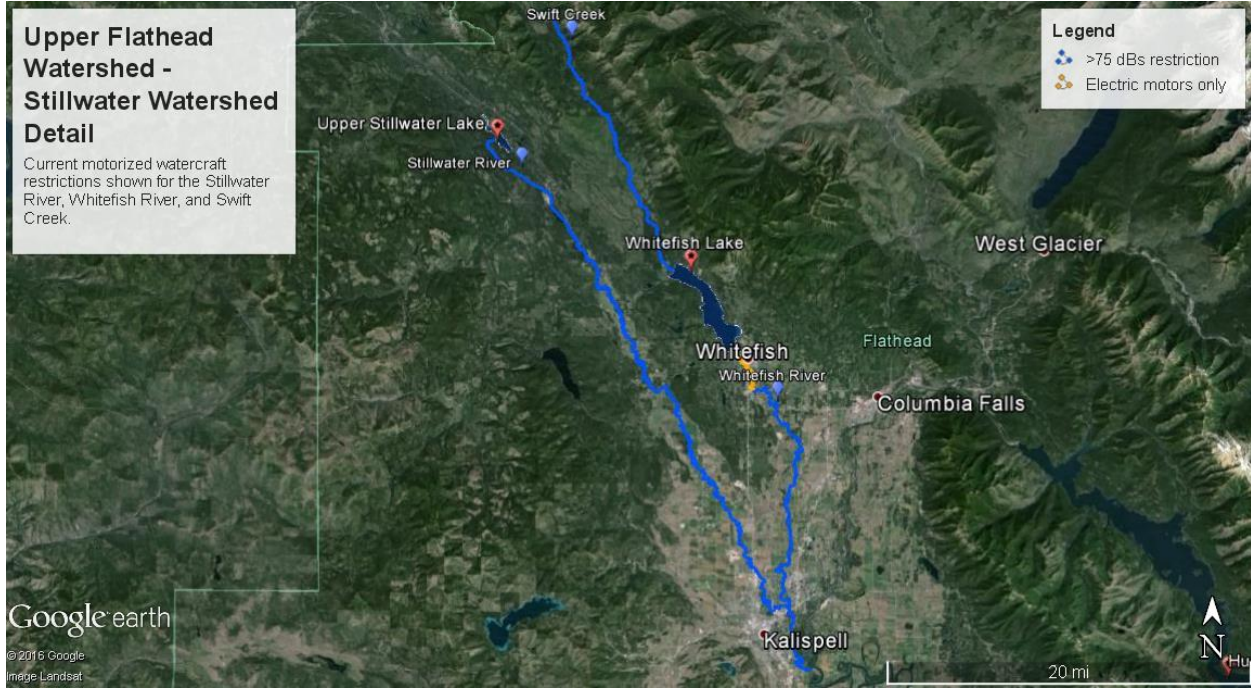 Upper Flathead
Watershed -
Stillwater Watershed
Detail
Current motorized watercraft
restrictions shown for the Stillwater
River, Whitefish River, and Swift
Creek.
Legend
>75 dBs restriction
Electric motors only
Swift Creek
Upper Stillwater Lake
Stillwater River
Whitefish Lake
West Glacier
Whitefish
Flathead
Whitefish River
Columbia Falls
Kalispell
Google earth
© 2016 Google
Image Landsat
N
20 mi
Hu